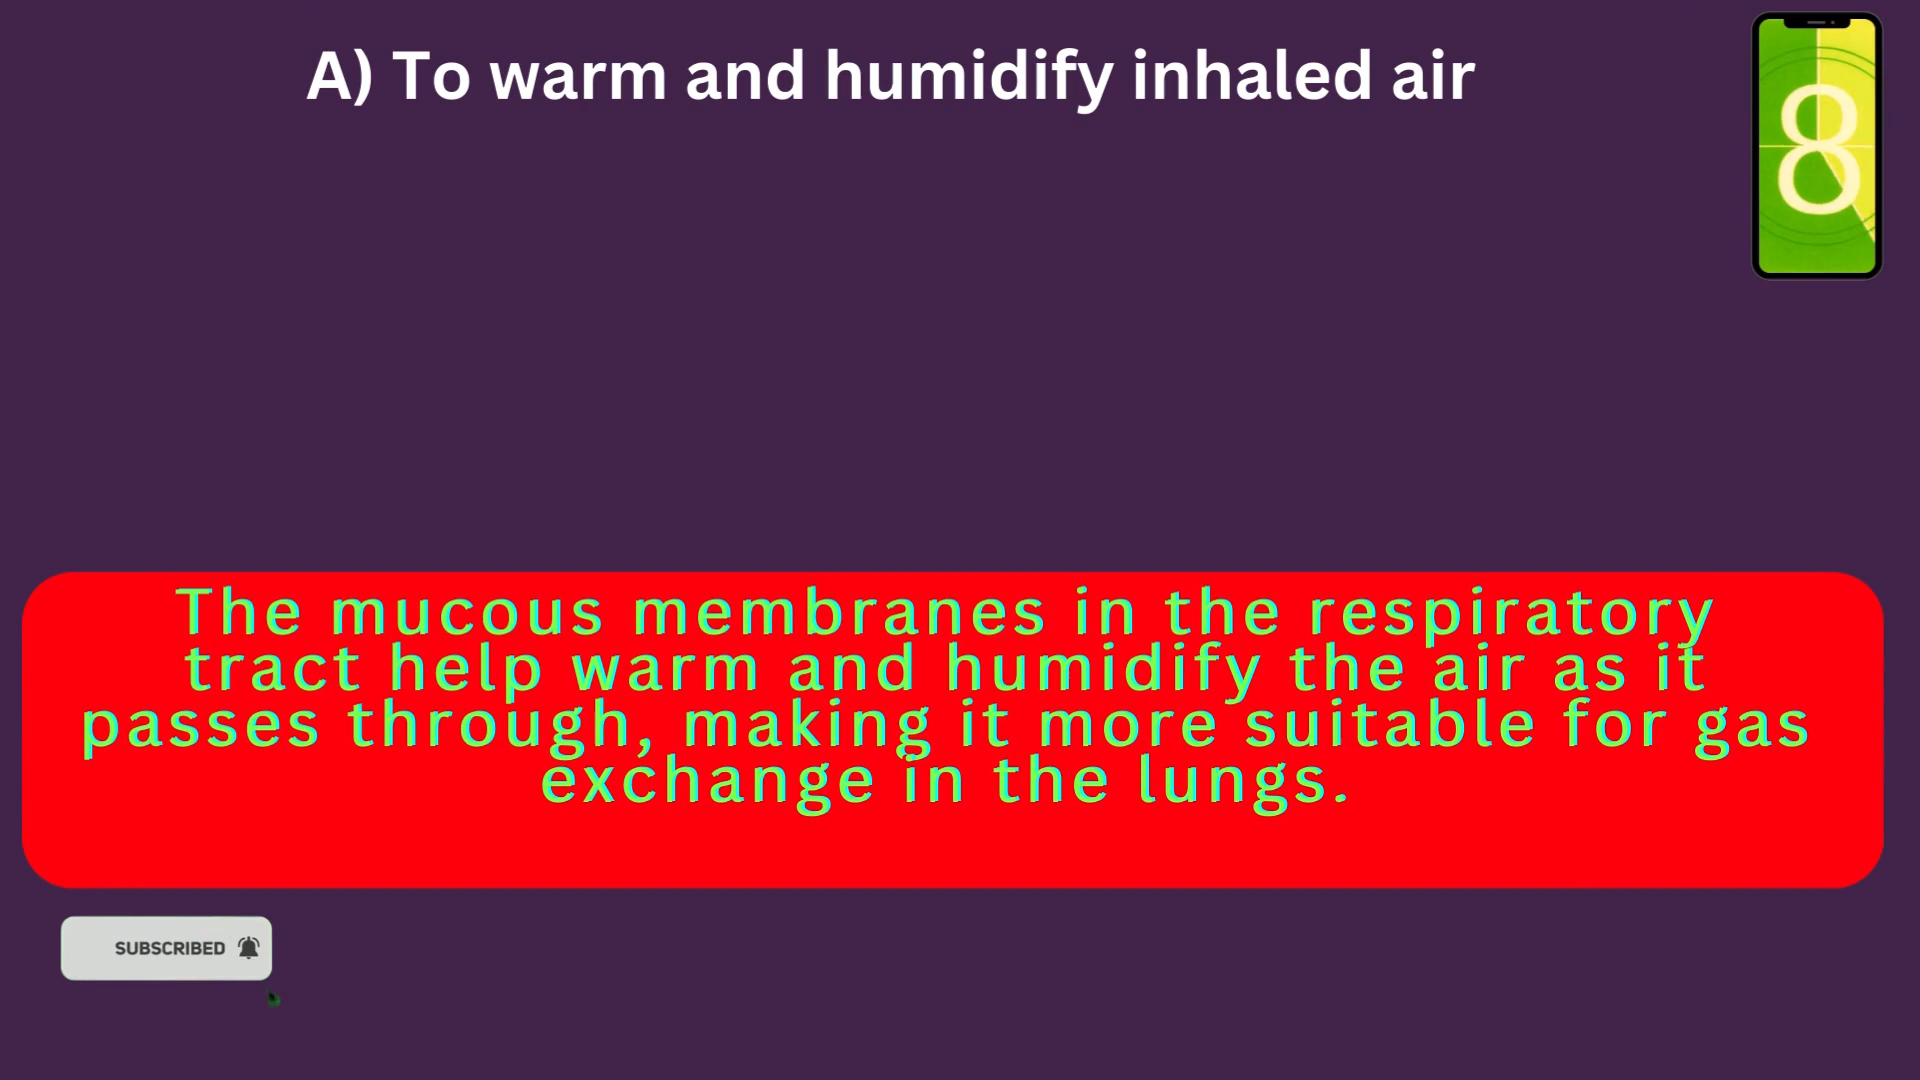 A) To warm and humidify inhaled air
8
The mucous membranes in the respiratory
tract help warm and humidify the air as it
passes through, making it more suitable for gas
exchange in the lungs.
SUBSCRIBED